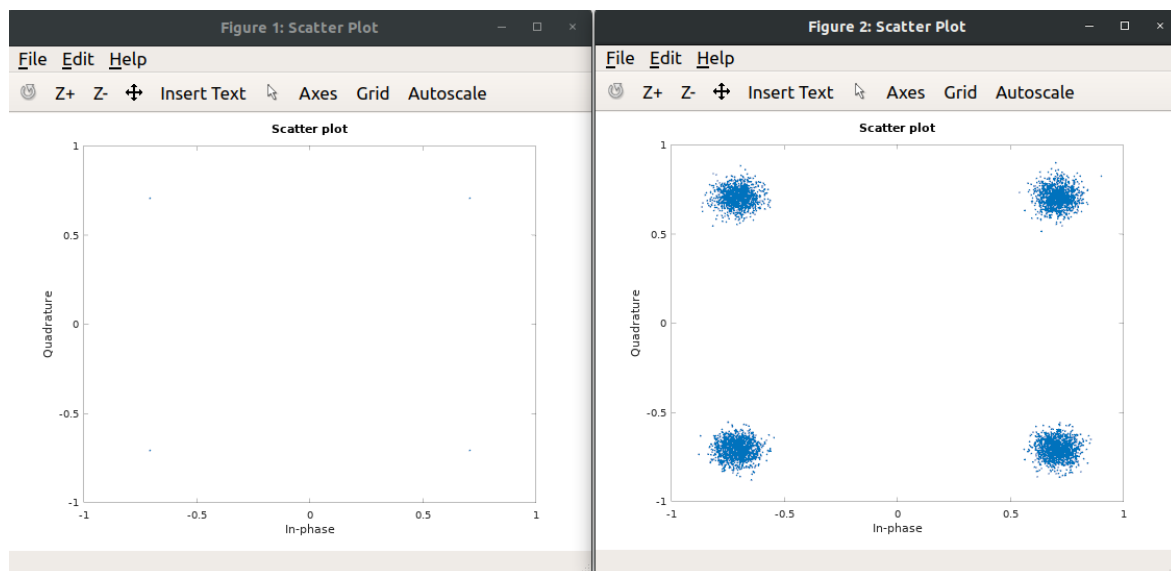 Figure 1: Scatter Plot
File Edit Help
Z+ Z- Insert Text Axes Grid Autoscale
Scatter plot
1
0.5
0
-0.5
-1
Quadrature
-1 -0.5 0 0.5 1
In-phase
Figure 2: Scatter Plot
File Edit Help
Z+ Z- Insert Text Axes Grid Autoscale
Scatter plot
1
0.5
0
-0.5
-1
Quadrature
-1 -0.5 0 0.5 1
In-phase